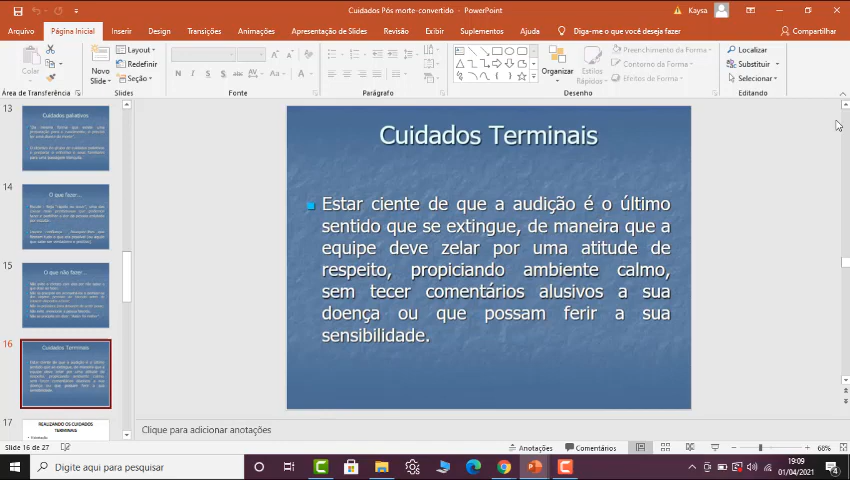 Cuidados Pós morte-convertido - PowerPoint
Kaysa
Arquivo Página Inicial Inserir Design Transições Animações Apresentação de Slides Revisão Exibir Suplementos Diga-me o que você deseja fazer Compartilhar
Colar
Novo Slide
Layout
Redefinir
Seção
N I S
Organizar
Estilos Rápidos
Preenchimento da Forma
Contorno da Forma
Efeitos de Forma
Localizar
Substituir
Selecionar
Área de Transferência Slides Fonte Parágrafo Desenho Editando
13
Cuidados paliativos
14
O que fazer...
15
O que não fazer...
16
Cuidados Terminais
17
REALIZANDO OS CUIDADOS
TERMINAIS
Cuidados Terminais
Estar ciente de que a audição é o último
sentido que se extingue, de maneira que a
equipe deve zelar por uma atitude de
respeito, propiciando ambiente calmo,
sem tecer comentários alusivos a sua
doença ou que possam ferir a sua
sensibilidade.
Clique para adicionar anotações
Slide 16 de 27 Anotações Comentários 68%
Digite aqui para pesquisar
19:09
01/04/2021
4